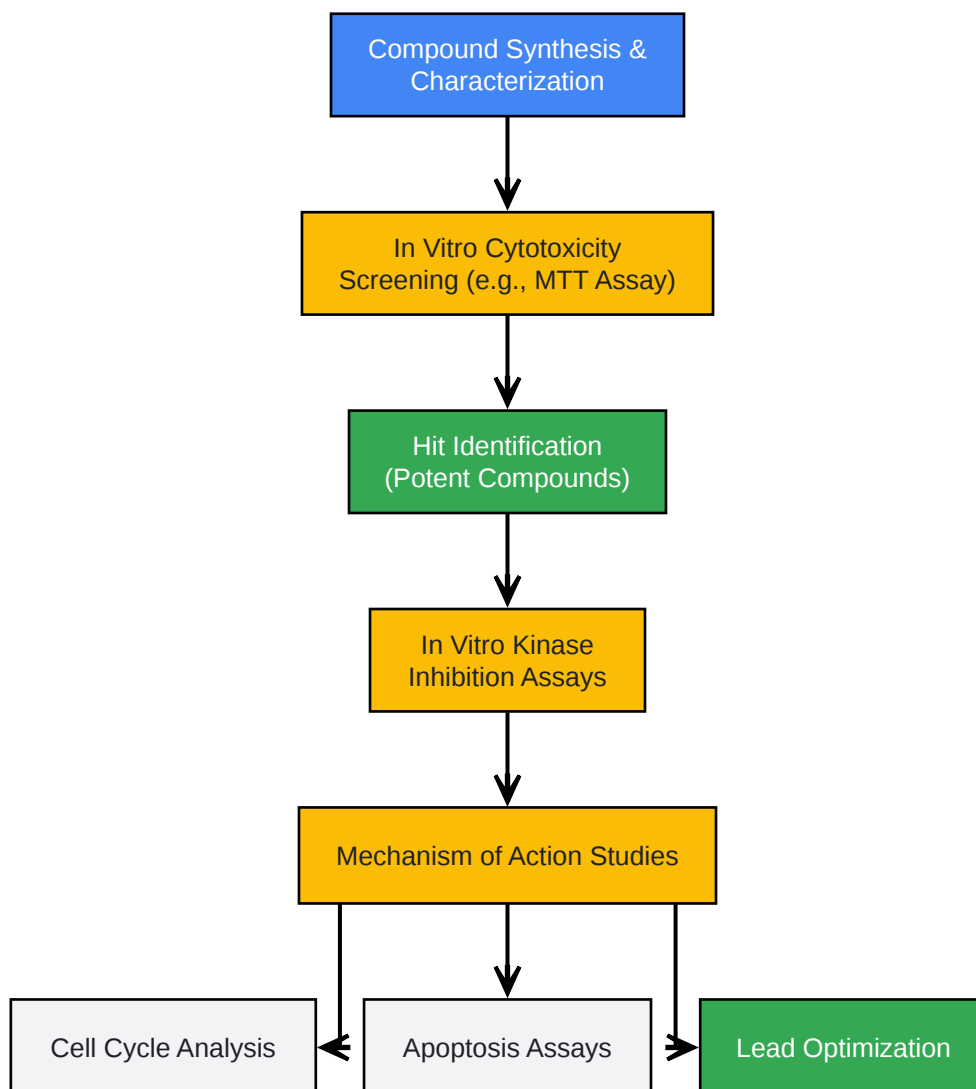 Compound Synthesis &
Characterization
In Vitro Cytotoxicity
Screening (e.g., MTT Assay)
Hit Identification
(Potent Compounds)
In Vitro Kinase
Inhibition Assays
Mechanism of Action Studies
Cell Cycle Analysis
Apoptosis Assays
Lead Optimization